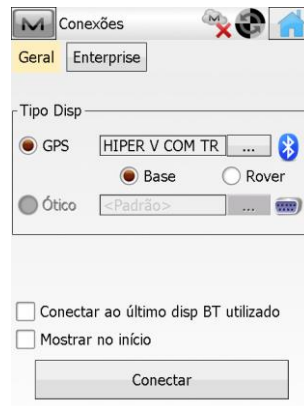 Conexões
Geral Enterprise
Tipo Disp
GPS HIPER V COM TR ...
Base Rover
Ótico <Padrão> ...
Conectar ao último disp BT utilizado
Mostrar no início
Conectar